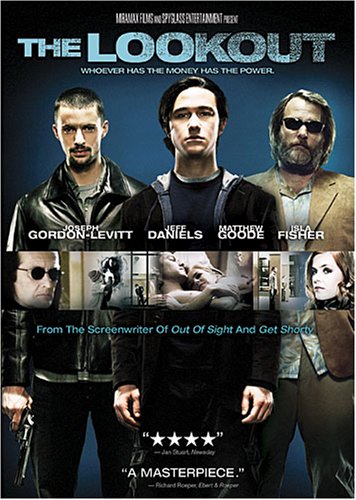 MIRAMAX FILMS AND SPYGLASS ENTERTAINMENT PRESENT
THE LOOKOUT
WHOEVER HAS THE MONEY HAS THE POWER.
JOSEPH GORDON-LEVITT
JEFF DANIELS
MATTHEW GOODE
ISLA FISHER
From The Screenwriter Of Out Of Sight And Get Shorty
★★★★
— Jan Stuart, Newsday
"A MASTERPIECE."
— Richard Roeper, Ebert & Roeper